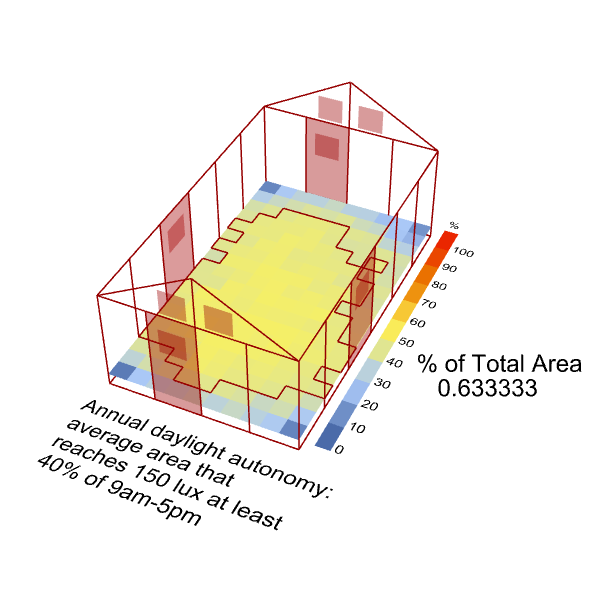 %
100
90
80
70
60
50
40
30
20
10
0
% of Total Area
0.633333
Annual daylight autonomy:
average area that
reaches 150 lux at least
40% of 9am-5pm